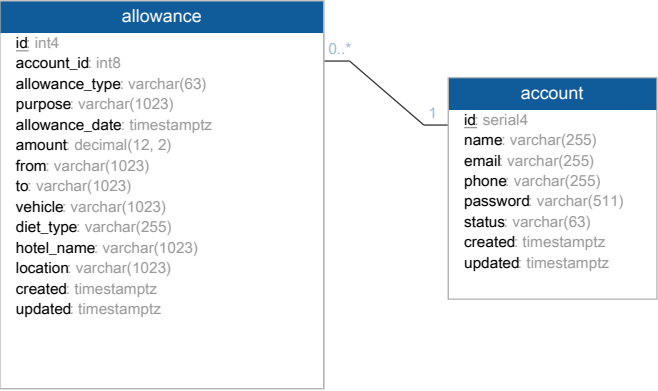 allowance
id: int4
account_id: int8
allowance_type: varchar(63)
purpose: varchar(1023)
allowance_date: timestamptz
amount: decimal(12, 2)
from: varchar(1023)
to: varchar(1023)
vehicle: varchar(1023)
diet_type: varchar(255)
hotel_name: varchar(1023)
location: varchar(1023)
created: timestamptz
updated: timestamptz
0..*
1
account
id: serial4
name: varchar(255)
email: varchar(255)
phone: varchar(255)
password: varchar(511)
status: varchar(63)
created: timestamptz
updated: timestamptz